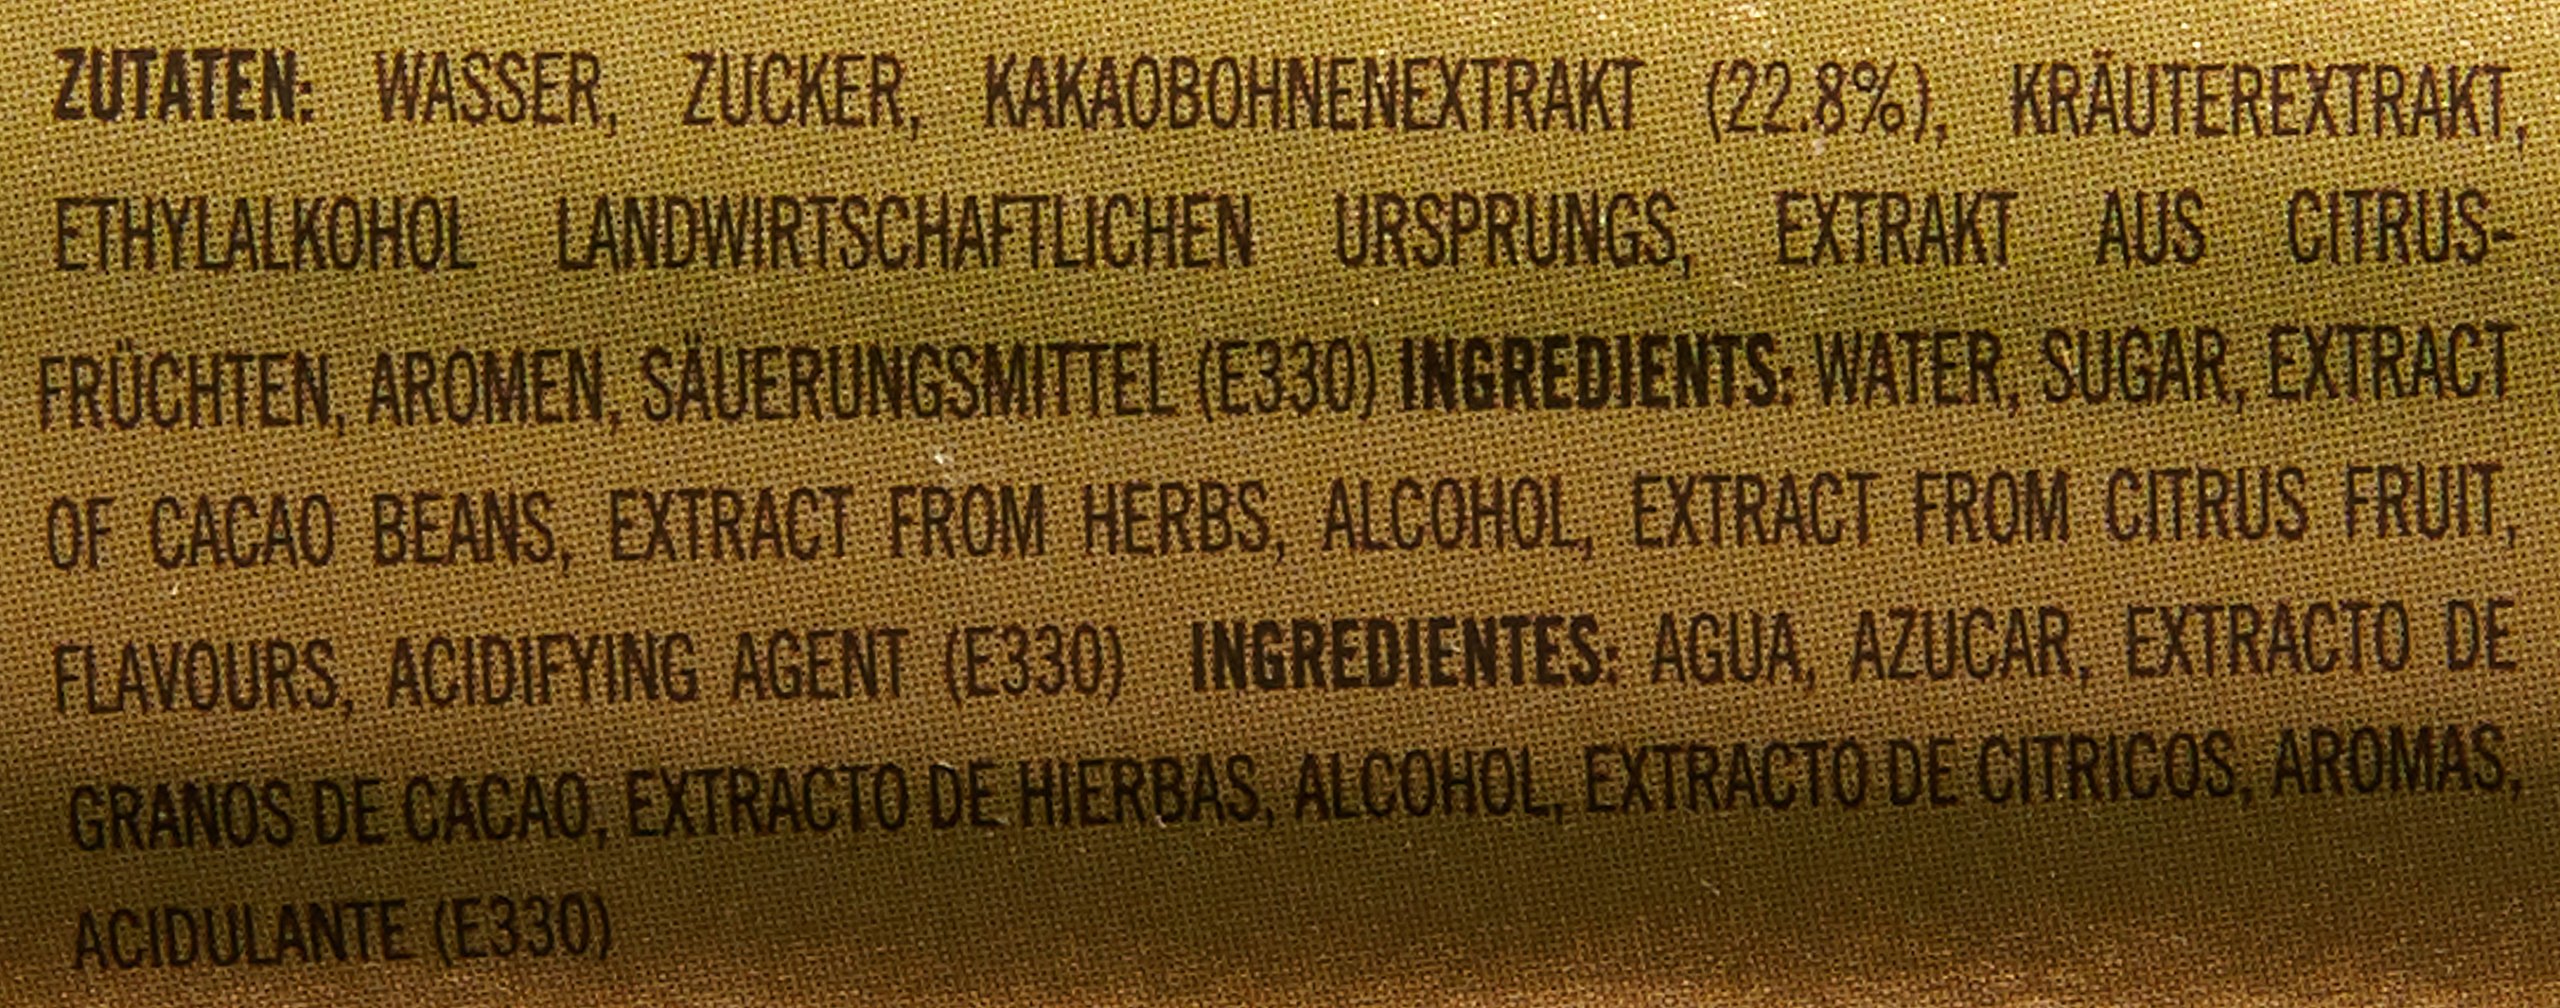 ZUTATEN: WASSER, ZUCKER, KAKAOBOHNENEXTRAKT (22.8%), KRÄUTEREXTRAKT,
ETHYLALKOHOL LANDWIRTSCHAFTLICHEN URSPRUNGS, EXTRAKT AUS CITRUS-
FRÜCHTEN, AROMEN, SÄUERUNGSMITTEL (E330) INGREDIENTS: WATER, SUGAR, EXTRACT
OF CACAO BEANS, EXTRACT FROM HERBS, ALCOHOL, EXTRACT FROM CITRUS FRUIT,
FLAVOURS, ACIDIFYING AGENT (E330) INGREDIENTES: AGUA, AZUCAR, EXTRACTO DE
GRANOS DE CACAO, EXTRACTO DE HIERBAS, ALCOHOL, EXTRACTO DE CITRICOS, AROMAS,
ACIDULANTE (E330)